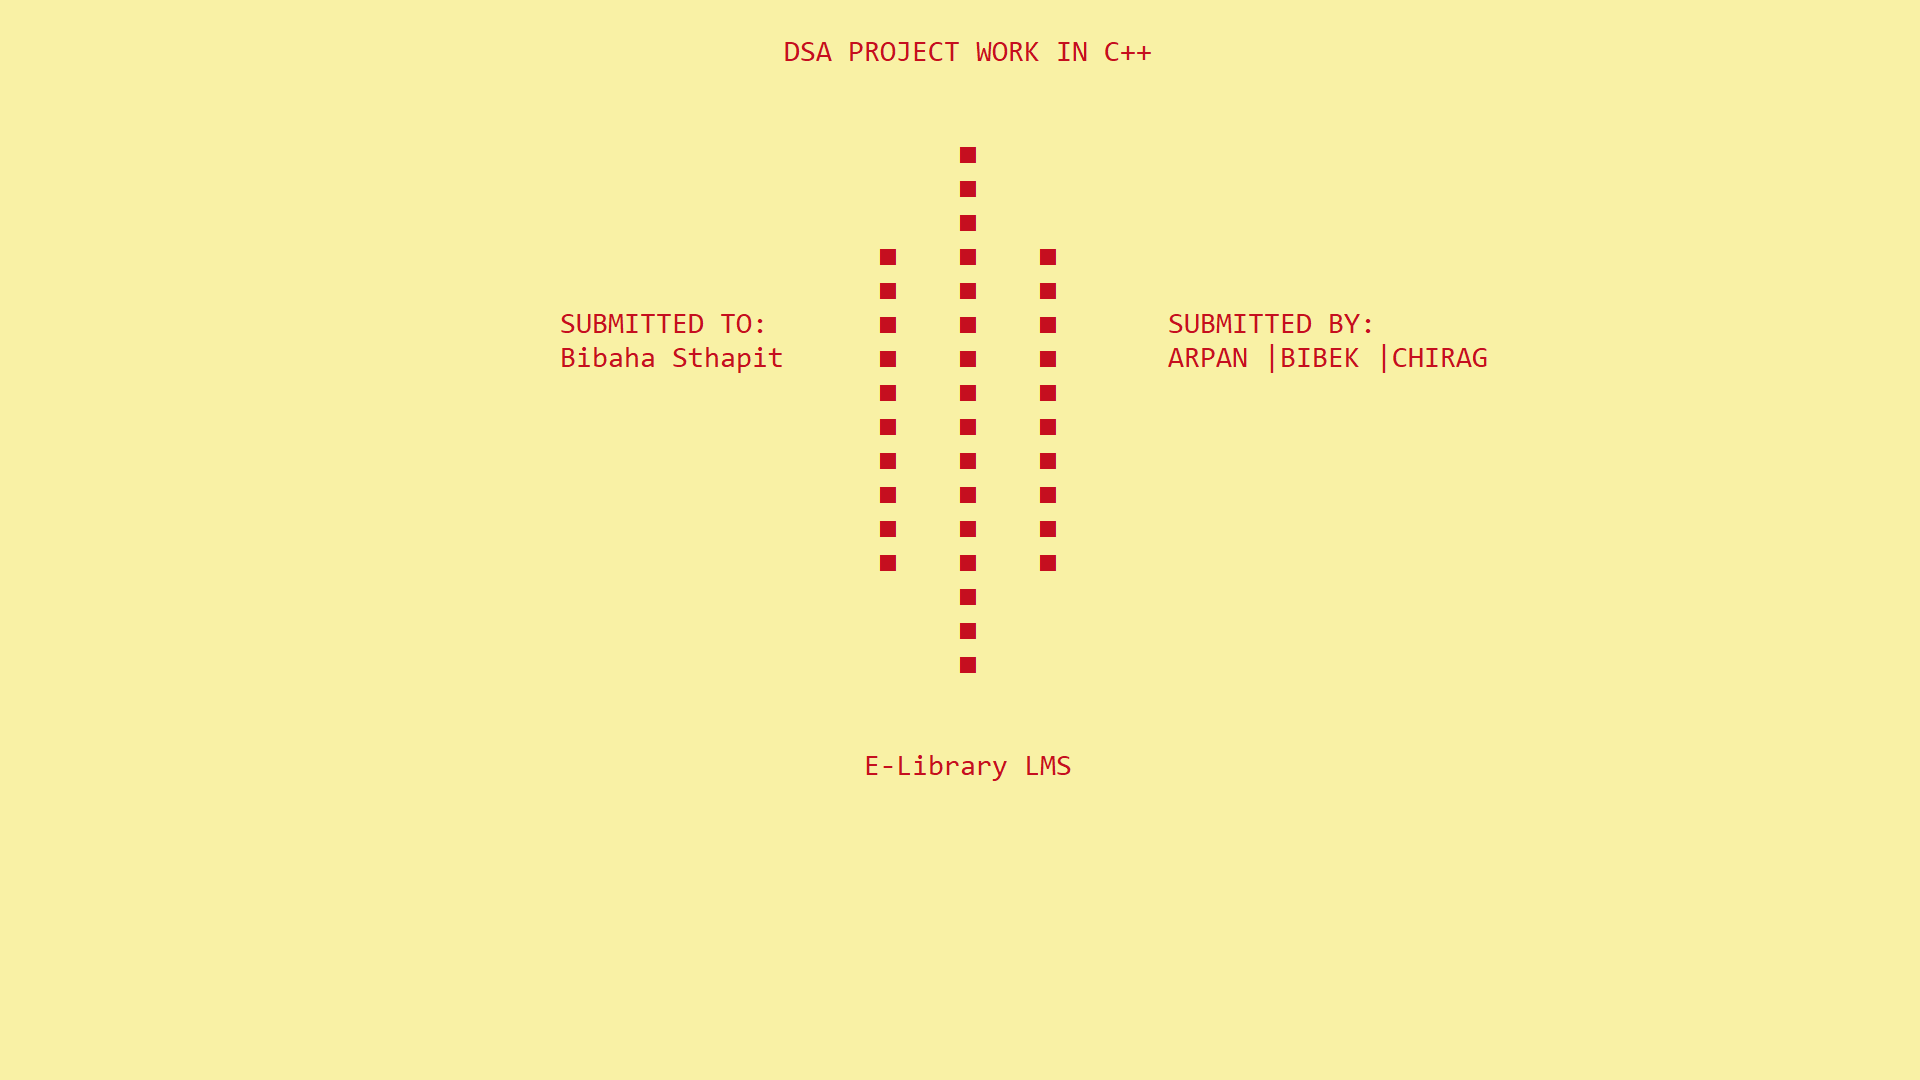 DSA PROJECT WORK IN C++
SUBMITTED TO:
Bibaha Sthapit
SUBMITTED BY:
ARPAN |BIBEK |CHIRAG
E-Library LMS